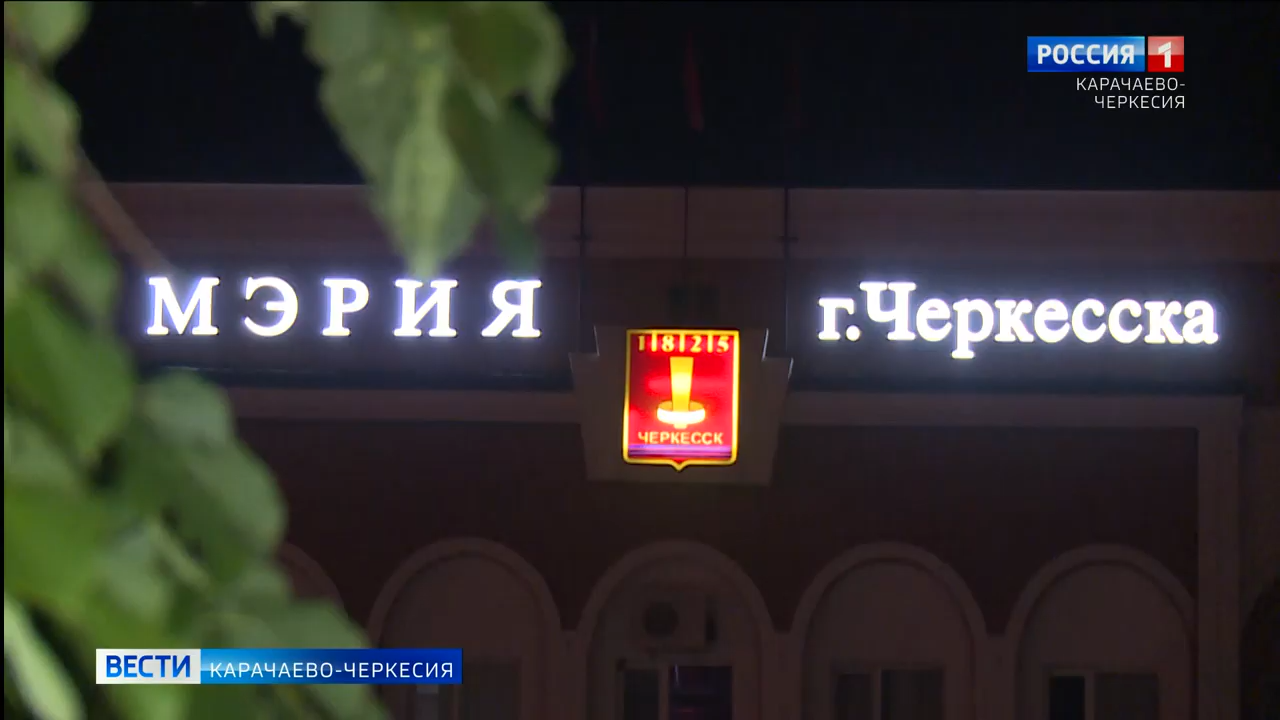 РОССИЯ 1
КАРАЧАЕВО-
ЧЕРКЕСИЯ
МЭРИЯ г.Черкесска
1825
ЧЕРКЕССК
ВЕСТИ КАРАЧАЕВО-ЧЕРКЕСИЯ